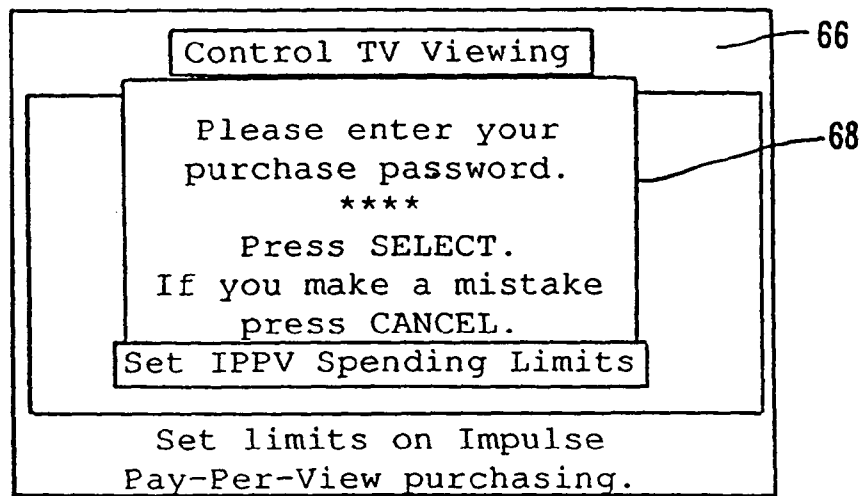 Control TV Viewing
66
Please enter your
purchase password.
68
****
Press SELECT.
If you make a mistake
press CANCEL.
Set IPPV Spending Limits
Set limits on Impulse
Pay-Per-View purchasing.